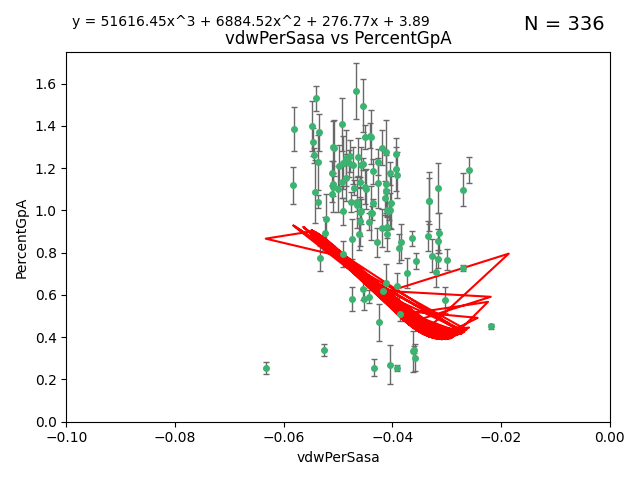 y = 51616.45x^3 + 6884.52x^2 + 276.77x + 3.89
N = 336
vdwPerSasa vs PercentGpA
PercentGpA
1.6
1.4
1.2
1.0
0.8
0.6
0.4
0.2
0.0
−0.10 −0.08 −0.06 −0.04 −0.02 0.00
vdwPerSasa